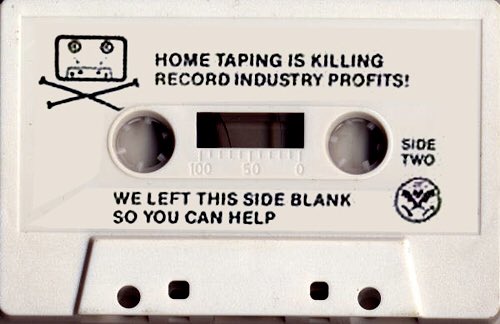 HOME TAPING IS KILLING
RECORD INDUSTRY PROFITS!
SIDE
TWO
100 50 0
WE LEFT THIS SIDE BLANK
SO YOU CAN HELP